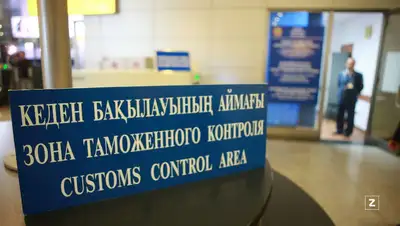 КЕДЕН БАҚЫЛАУЫНЫҢ АЙМАҒЫ
ЗОНА ТАМОЖЕННОГО КОНТРОЛЯ
CUSTOMS CONTROL AREA
Z